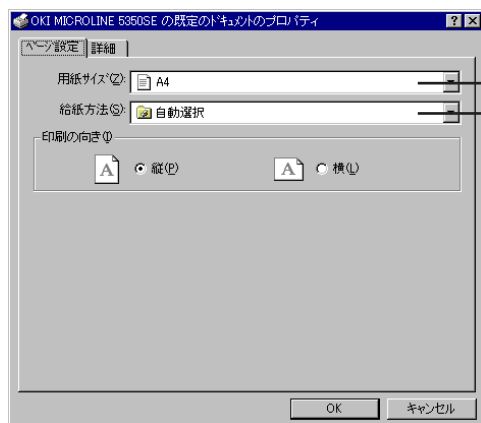 OKI MICROLINE 5350SE の既定のドキュメントのプロパティ
ページ設定 詳細
用紙サイズ(Z): A4
給紙方法(S): 自動選択
印刷の向き(I)
A 縦(P) A 横(L)
OK キャンセル